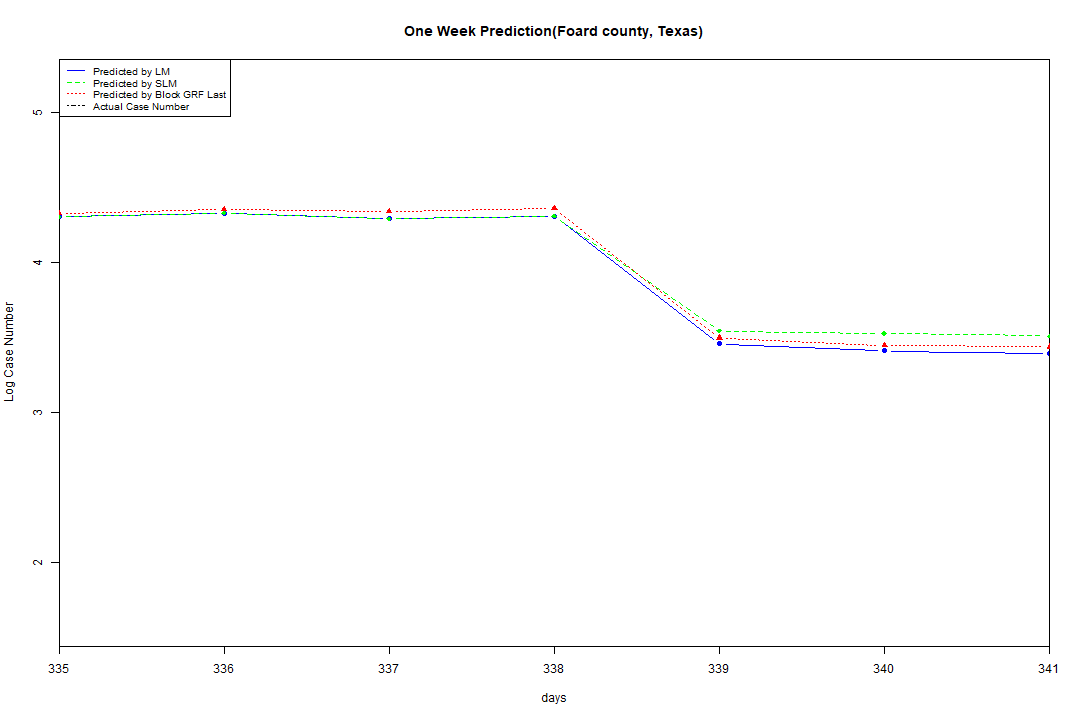 One Week Prediction(Foard county, Texas)
Predicted by LM
Predicted by SLM
Predicted by Block GRF Last
Actual Case Number
5
4
3
2
Log Case Number
335 336 337 338 339 340 341
days